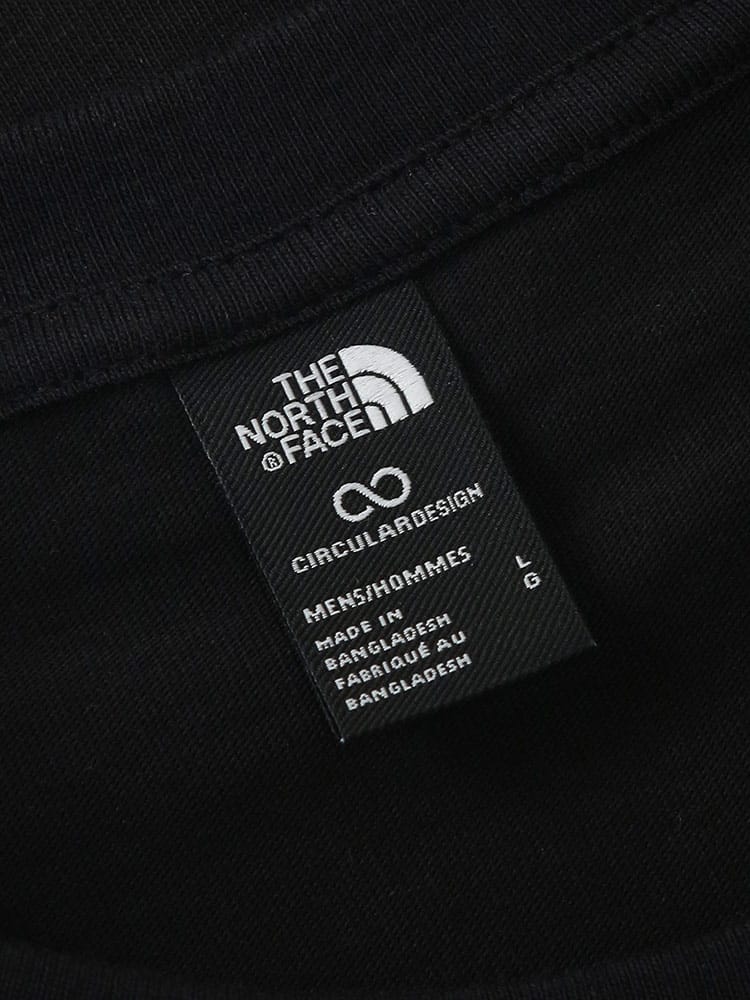 THE
NORTH
FACE®
CIRCULARDESIGN
MENS/HOMMES L
G
MADE IN
BANGLADESH
FABRIQUÉ AU
BANGLADESH